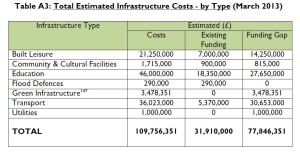 Table A3: Total Estimated Infrastructure Costs - by Type (March 2013)
Infrastructure Type Estimated (£)
Costs Existing Funding Funding Gap
Built Leisure 21,250,000 7,000,000 14,250,000
Community & Cultural Facilities 1,715,000 900,000 815,000
Education 46,000,000 18,350,000 27,650,000
Flood Defences 290,000 290,000 0
Green Infrastructure 3,478,351 0 3,478,351
Transport 36,023,000 5,370,000 30,653,000
Utilities 1,000,000 0 1,000,000
TOTAL 109,756,351 31,910,000 77,846,351